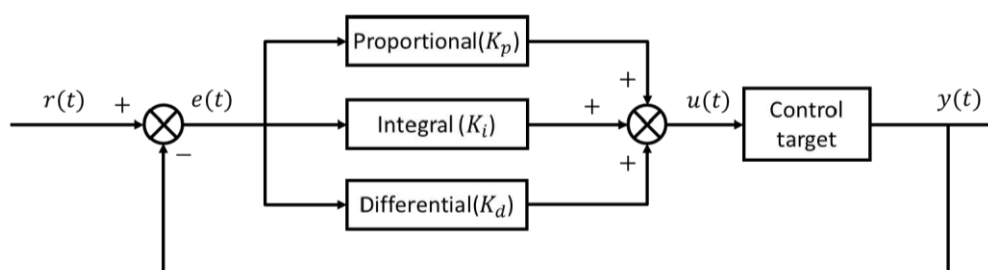 Proportional(K_p)
r(t) + e(t) Integral (K_i) + + u(t) Control target y(t)
−
Differential(K_d) +